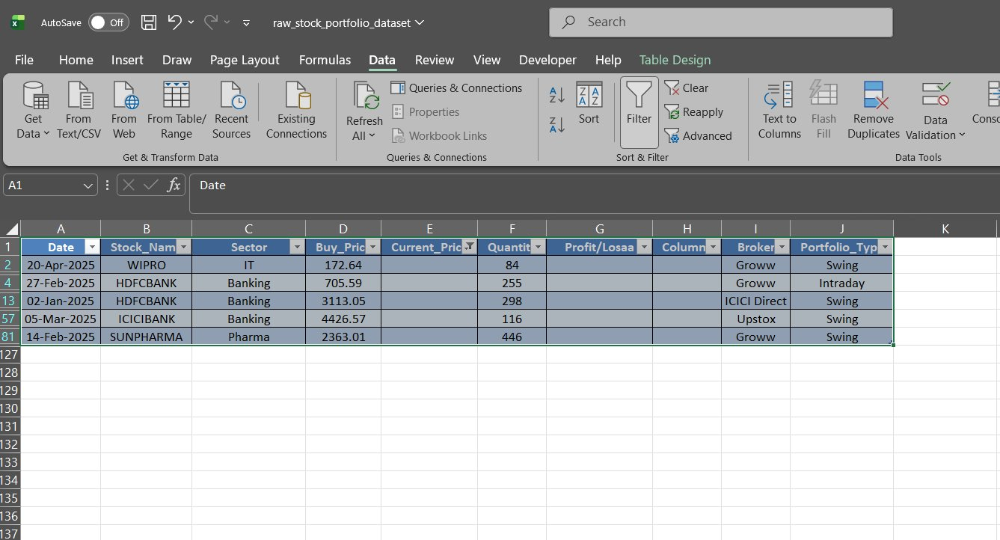 AutoSave Off raw_stock_portfolio_dataset Search
File Home Insert Draw Page Layout Formulas Data Review View Developer Help Table Design
Get Data From Text/CSV From Web From Table/Range Recent Sources Existing Connections
Get & Transform Data
Refresh All Queries & Connections Properties Workbook Links
Queries & Connections
Sort Filter Clear Reapply Advanced
Sort & Filter
Text to Columns Flash Fill Remove Duplicates Data Validation Conso
Data Tools
A1 fx Date
A B C D E F G H I J K
1 Date Stock_Nam Sector Buy_Pric Current_Pric Quantit Profit/Losaa Column Broker Portfolio_Typ
2 20-Apr-2025 WIPRO IT 172.64 84 Groww Swing
4 27-Feb-2025 HDFCBANK Banking 705.59 255 Groww Intraday
13 02-Jan-2025 HDFCBANK Banking 3113.05 298 ICICI Direct Swing
57 05-Mar-2025 ICICIBANK Banking 4426.57 116 Upstox Swing
81 14-Feb-2025 SUNPHARMA Pharma 2363.01 446 Groww Swing
127
128
129
130
131
132
133
134
135
136
137